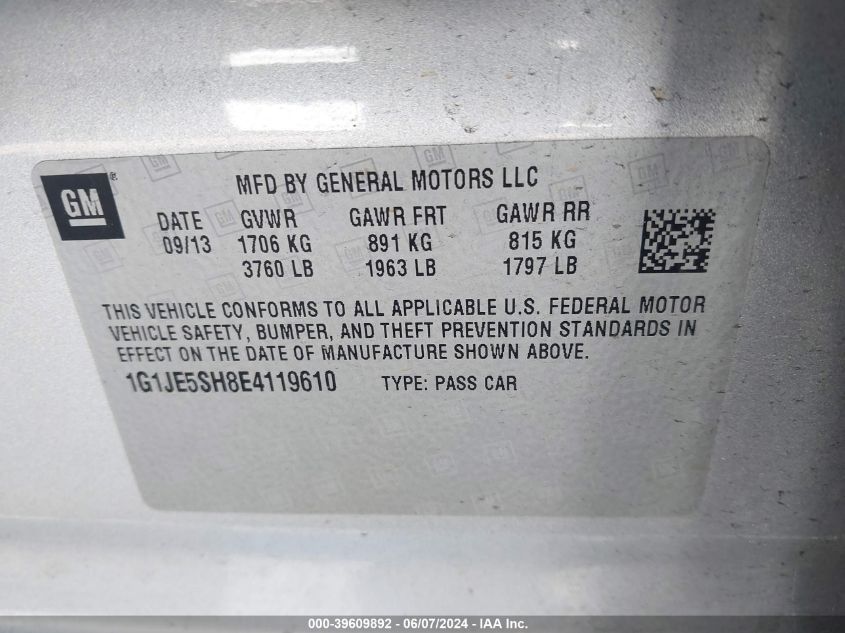 GM®
MFD BY GENERAL MOTORS LLC
DATE GVWR GAWR FRT GAWR RR
09/13 1706 KG 891 KG 815 KG
3760 LB 1963 LB 1797 LB
THIS VEHICLE CONFORMS TO ALL APPLICABLE U.S. FEDERAL MOTOR
VEHICLE SAFETY, BUMPER, AND THEFT PREVENTION STANDARDS IN
EFFECT ON THE DATE OF MANUFACTURE SHOWN ABOVE.
1G1JE5SH8E4119610 TYPE: PASS CAR
000-39609892 - 06/07/2024 - IAA Inc.